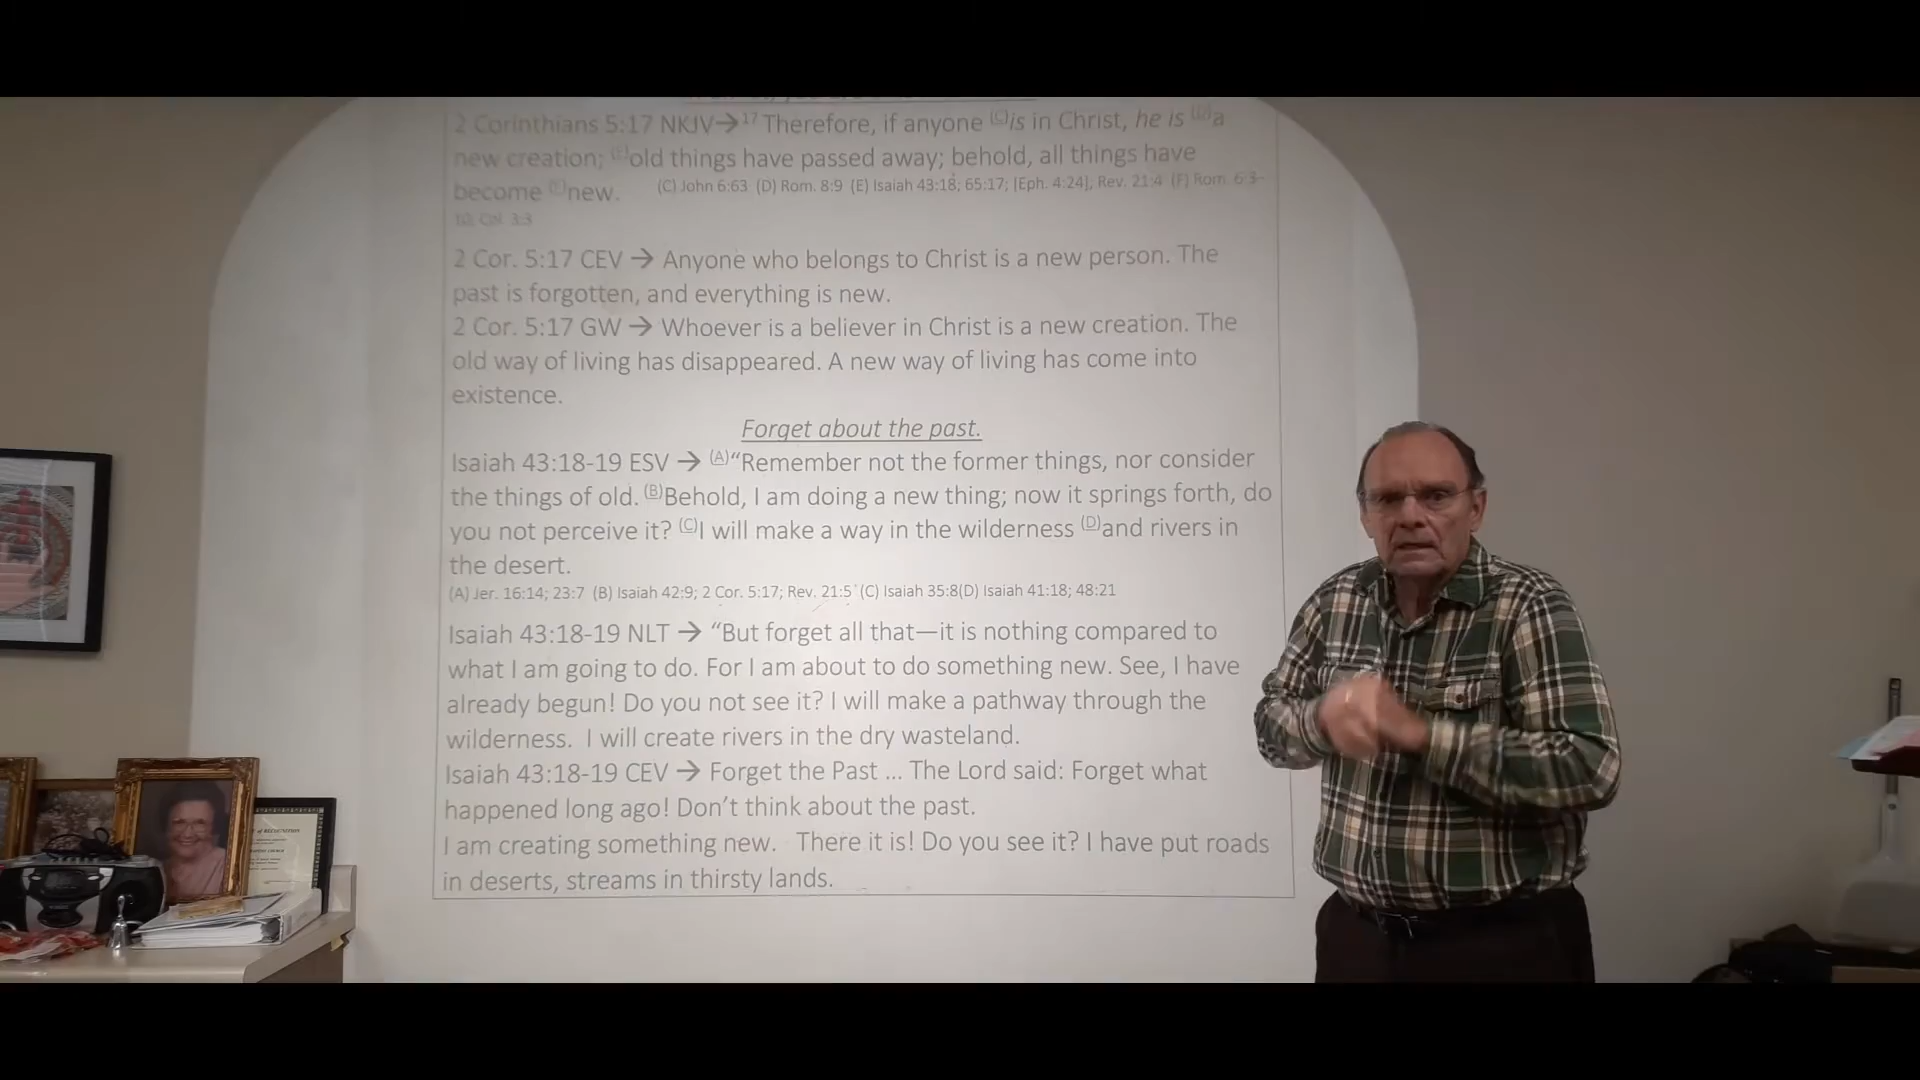 2 Corinthians 5:17 NKJV→17 Therefore, if anyone (C)is in Christ, he is a
new creation; (E)old things have passed away; behold, all things have
become (F)new. (C) John 6:63 (D) Rom. 8:9 (E) Isaiah 43:18; 65:17; [Eph. 4:24], Rev. 21:4 (F) Rom. 6:3-
10; Col. 3:3
2 Cor. 5:17 CEV → Anyone who belongs to Christ is a new person. The
past is forgotten, and everything is new.
2 Cor. 5:17 GW → Whoever is a believer in Christ is a new creation. The
old way of living has disappeared. A new way of living has come into
existence.
Forget about the past.
Isaiah 43:18-19 ESV → (A)“Remember not the former things, nor consider
the things of old. (B)Behold, I am doing a new thing; now it springs forth, do
you not perceive it? (C)I will make a way in the wilderness (D)and rivers in
the desert.
(A) Jer. 16:14; 23:7 (B) Isaiah 42:9; 2 Cor. 5:17; Rev. 21:5 (C) Isaiah 35:8(D) Isaiah 41:18; 48:21
Isaiah 43:18-19 NLT → “But forget all that—it is nothing compared to
what I am going to do. For I am about to do something new. See, I have
already begun! Do you not see it? I will make a pathway through the
wilderness. I will create rivers in the dry wasteland.
Isaiah 43:18-19 CEV → Forget the Past ... The Lord said: Forget what
happened long ago! Don’t think about the past.
I am creating something new. There it is! Do you see it? I have put roads
in deserts, streams in thirsty lands.
of RECOGNITION